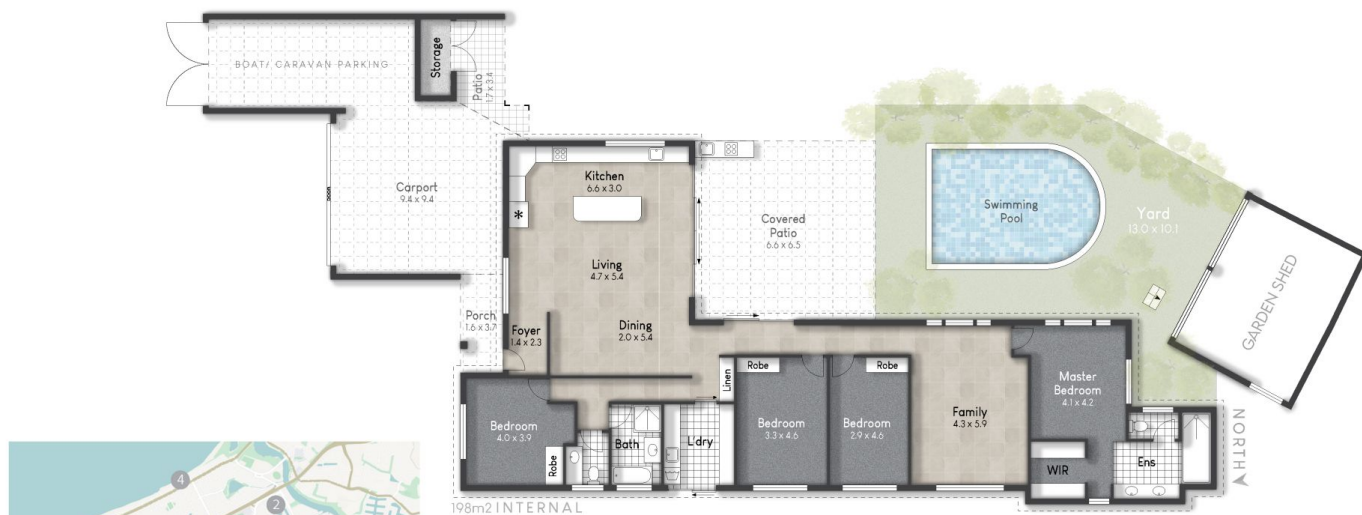 BOAT/ CARAVAN PARKING
Storage
Patio
1.7 x 3.4
Carport
9.4 x 9.4
Kitchen
6.6 x 3.0
*
Living
4.7 x 5.4
Covered
Patio
6.6 x 6.5
Swimming
Pool
Yard
13.0 x 10.1
GARDEN SHED
Porch
1.6 x 3.7
Foyer
1.4 x 2.3
Dining
2.0 x 5.4
Linen
Robe
Robe
Master
Bedroom
4.1 x 4.2
Family
4.3 x 5.9
Bedroom
4.0 x 3.9
Robe
Bath
L'dry
Bedroom
3.3 x 4.6
Bedroom
2.9 x 4.6
WIR
Ens
NORTH
198m2 INTERNAL
4
2